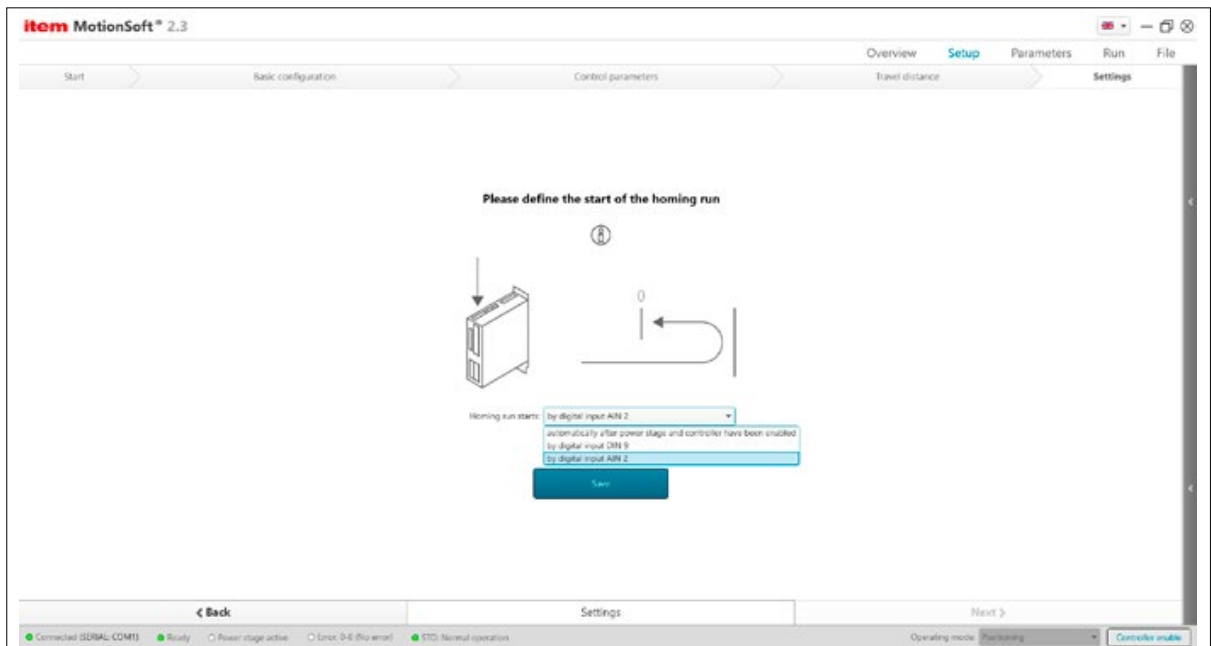 item MotionSoft® 2.3
Overview Setup Parameters Run File
Start Basic configuration Control parameters Travel distance Settings
Please define the start of the homing run
0
Homing run starts: by digital input AIN 2
automatically after power stage and controller have been enabled
by digital input DIN 9
by digital input AIN 2
Save
< Back Settings Next >
Connected (SERIAL: COM1) Ready Power stage active Error: 0-0 (No error) STO: Normal operation Operating mode: Positioning Controller enable